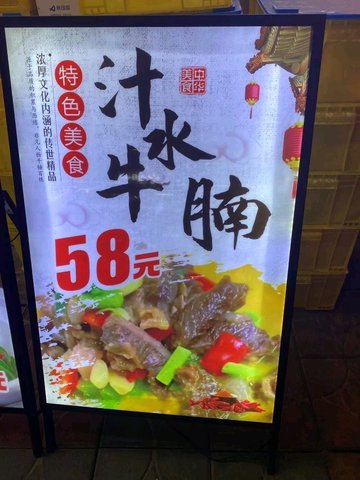 中华
美食
汁水牛腩
特色美食
浓厚文化内涵的传世精品
58元
元